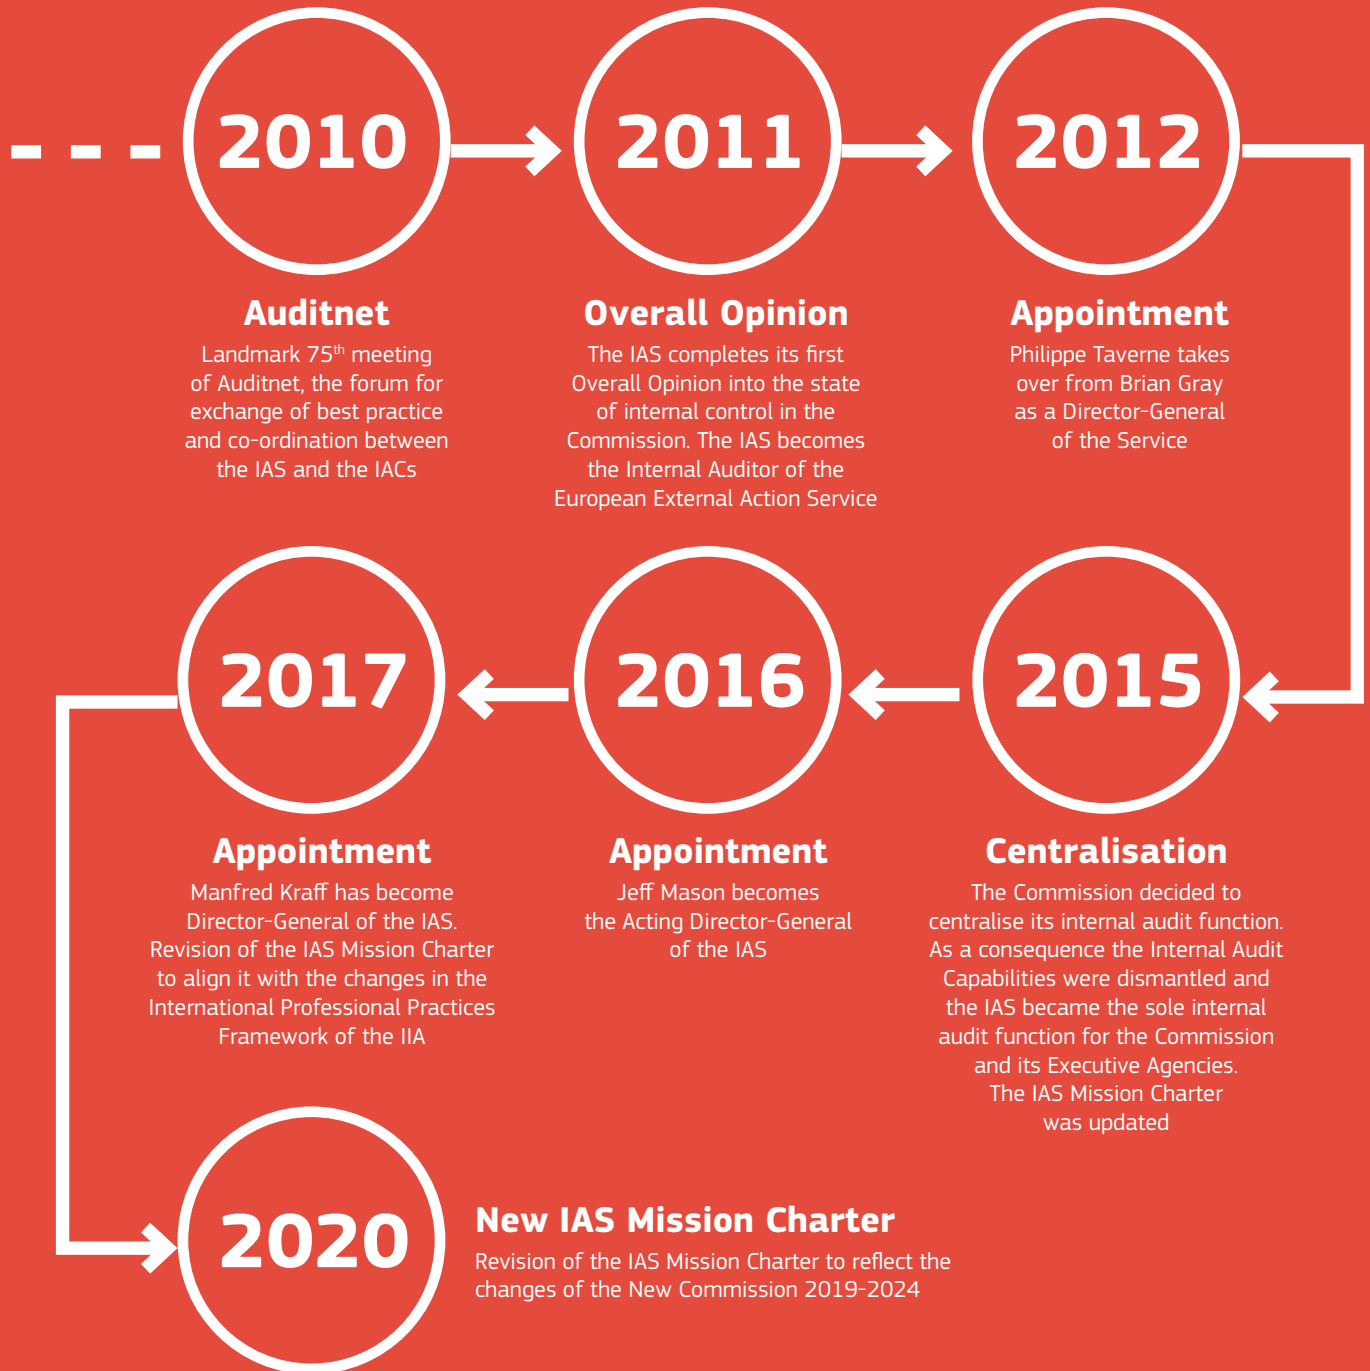 2010
Auditnet
Landmark 75th meeting
of Auditnet, the forum for
exchange of best practice
and co-ordination between
the IAS and the IACs
2011
Overall Opinion
The IAS completes its first
Overall Opinion into the state
of internal control in the
Commission. The IAS becomes
the Internal Auditor of the
European External Action Service
2012
Appointment
Philippe Taverne takes
over from Brian Gray
as a Director-General
of the Service
2015
Centralisation
The Commission decided to
centralise its internal audit function.
As a consequence the Internal Audit
Capabilities were dismantled and
the IAS became the sole internal
audit function for the Commission
and its Executive Agencies.
The IAS Mission Charter
was updated
2016
Appointment
Jeff Mason becomes
the Acting Director-General
of the IAS
2017
Appointment
Manfred Kraff has become
Director-General of the IAS.
Revision of the IAS Mission Charter
to align it with the changes in the
International Professional Practices
Framework of the IIA
2020
New IAS Mission Charter
Revision of the IAS Mission Charter to reflect the
changes of the New Commission 2019-2024